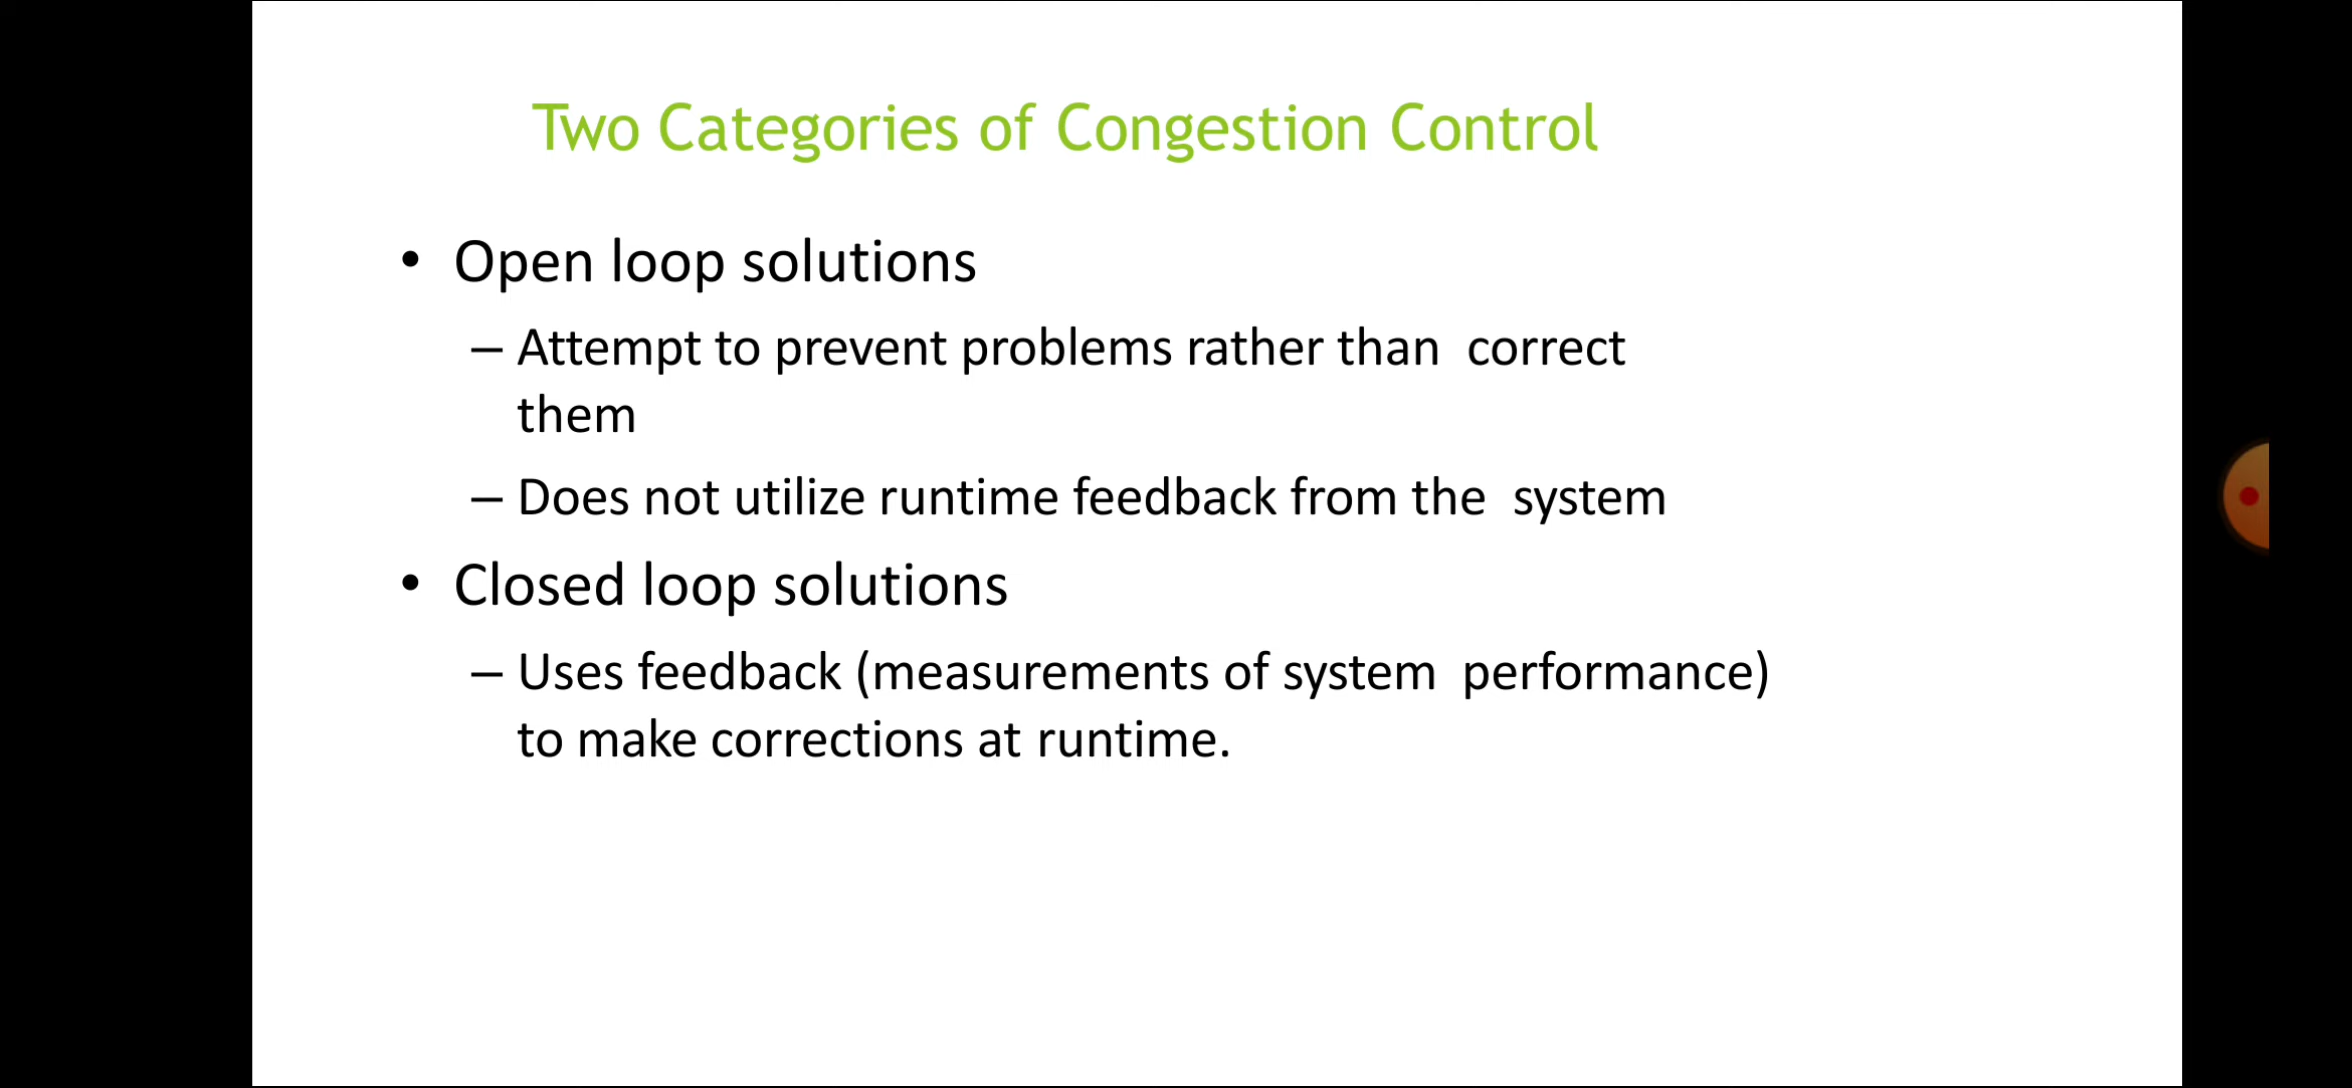 Two Categories of Congestion Control
• Open loop solutions
– Attempt to prevent problems rather than correct
them
– Does not utilize runtime feedback from the system
• Closed loop solutions
– Uses feedback (measurements of system performance)
to make corrections at runtime.